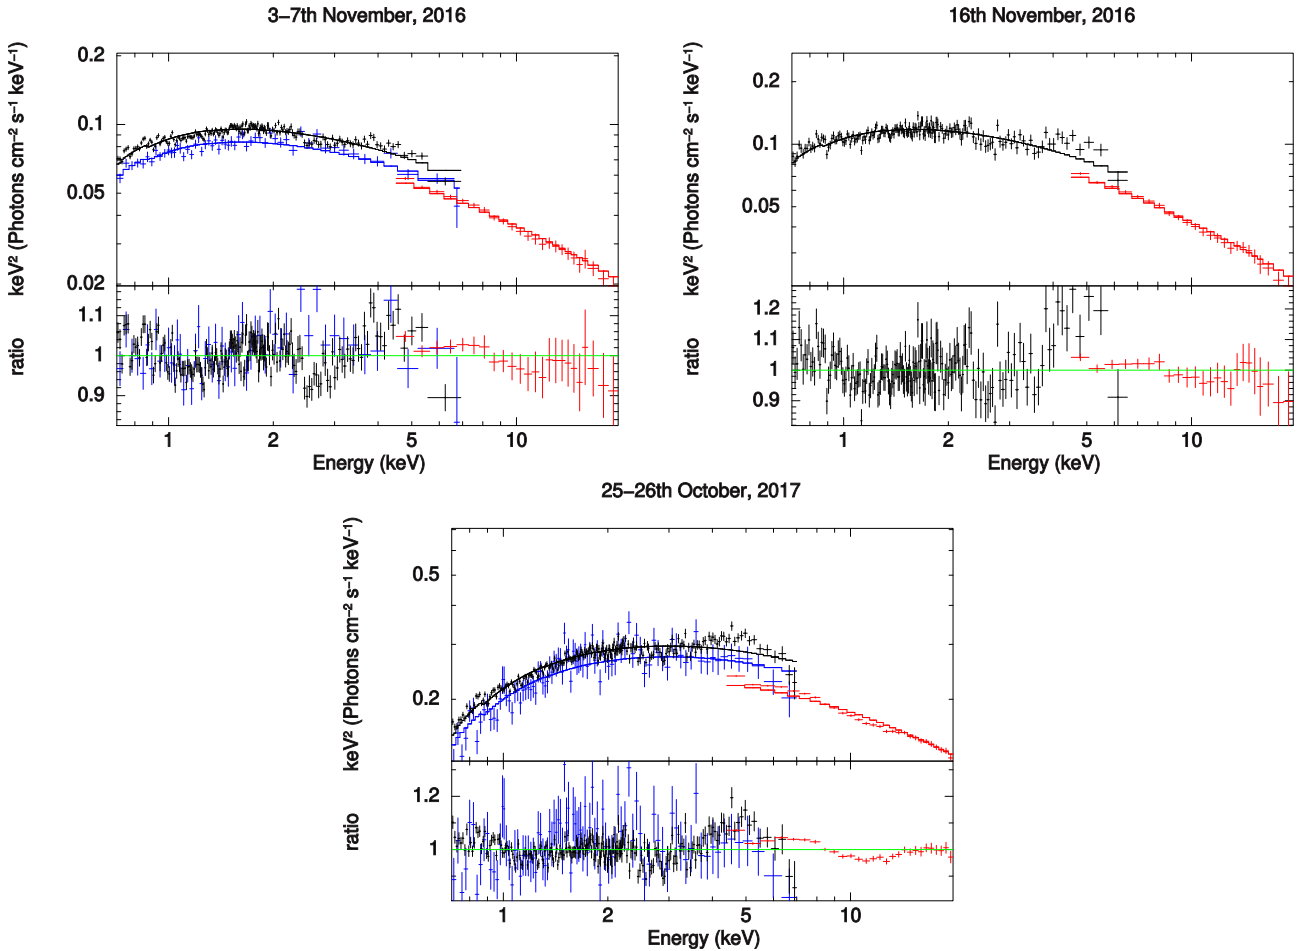 3–7th November, 2016
keV² (Photons cm⁻² s⁻¹ keV⁻¹)
0.2
0.1
0.05
0.02
ratio
1.1
1
0.9
1 2 5 10
Energy (keV)
16th November, 2016
keV² (Photons cm⁻² s⁻¹ keV⁻¹)
0.2
0.1
0.05
ratio
1.2
1.1
1
0.9
1 2 5 10
Energy (keV)
25–26th October, 2017
keV² (Photons cm⁻² s⁻¹ keV⁻¹)
0.5
0.2
ratio
1.2
1
1 2 5 10
Energy (keV)